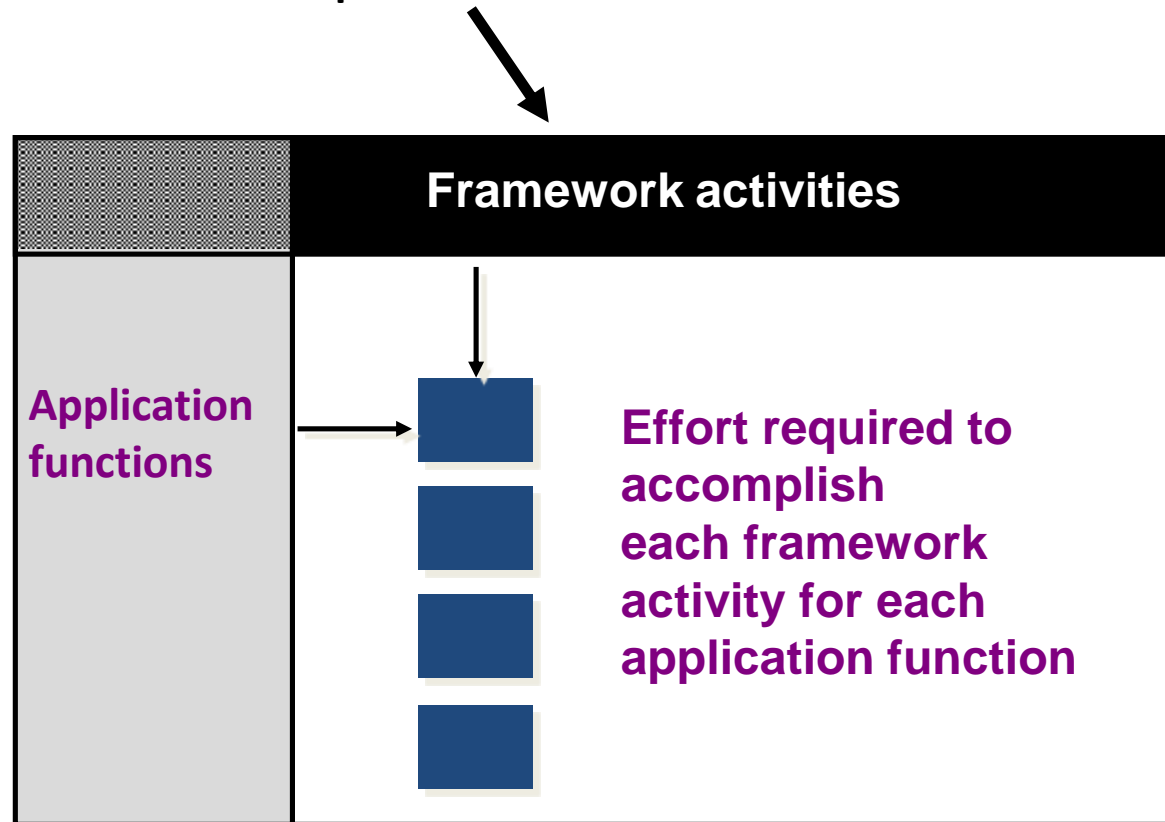 Framework activities
Application
functions
Effort required to
accomplish
each framework
activity for each
application function